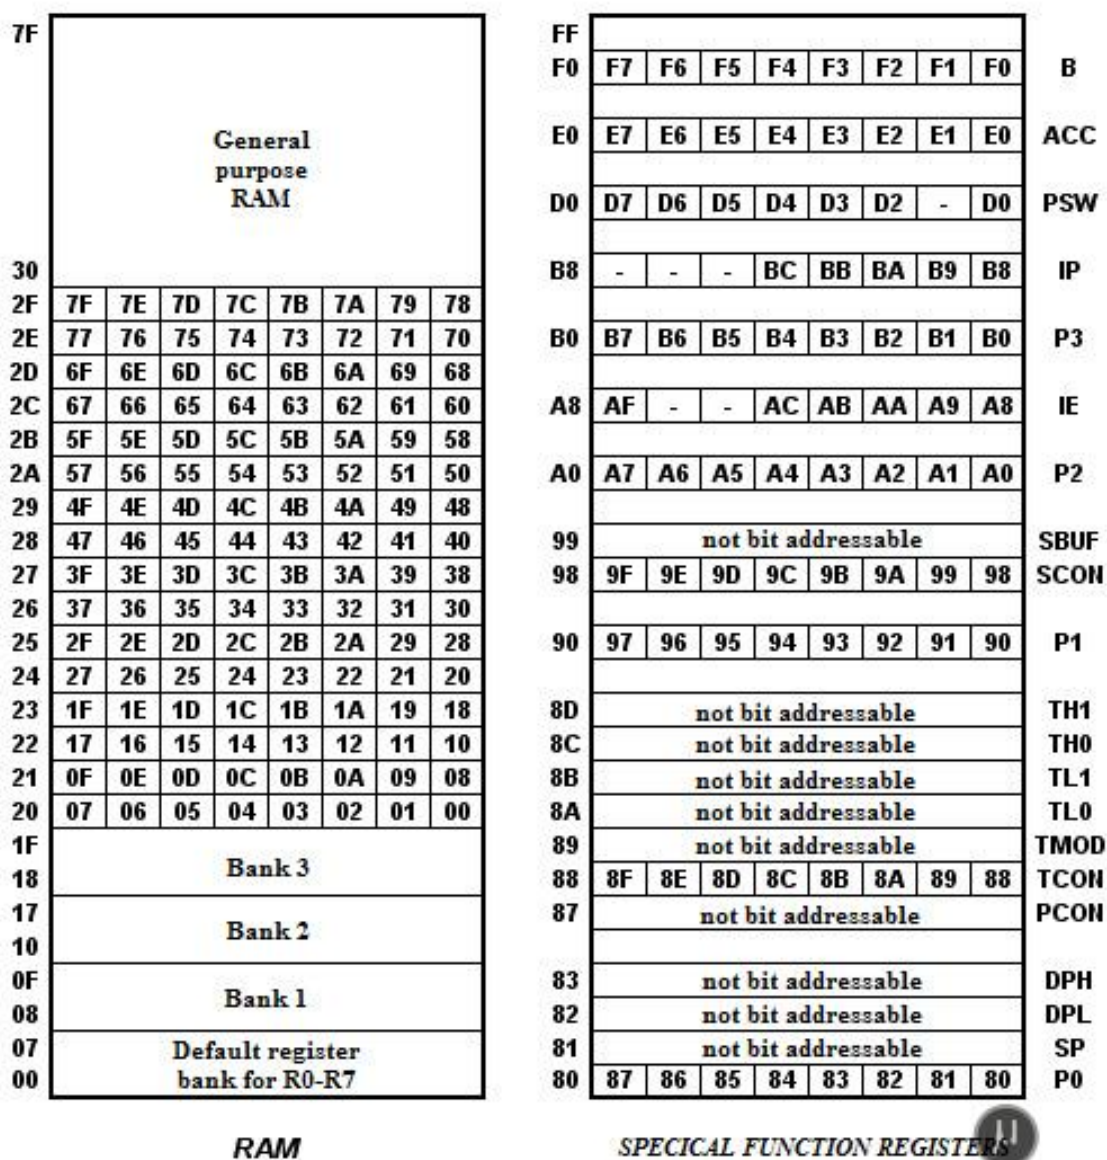 7F
General
purpose
RAM
30
2F 7F 7E 7D 7C 7B 7A 79 78
2E 77 76 75 74 73 72 71 70
2D 6F 6E 6D 6C 6B 6A 69 68
2C 67 66 65 64 63 62 61 60
2B 5F 5E 5D 5C 5B 5A 59 58
2A 57 56 55 54 53 52 51 50
29 4F 4E 4D 4C 4B 4A 49 48
28 47 46 45 44 43 42 41 40
27 3F 3E 3D 3C 3B 3A 39 38
26 37 36 35 34 33 32 31 30
25 2F 2E 2D 2C 2B 2A 29 28
24 27 26 25 24 23 22 21 20
23 1F 1E 1D 1C 1B 1A 19 18
22 17 16 15 14 13 12 11 10
21 0F 0E 0D 0C 0B 0A 09 08
20 07 06 05 04 03 02 01 00
1F
Bank 3
18
17
Bank 2
10
0F
Bank 1
08
07 Default register
00 bank for R0-R7
RAM
FF
F0 F7 F6 F5 F4 F3 F2 F1 F0 B
E0 E7 E6 E5 E4 E3 E2 E1 E0 ACC
D0 D7 D6 D5 D4 D3 D2 - D0 PSW
B8 - - - BC BB BA B9 B8 IP
B0 B7 B6 B5 B4 B3 B2 B1 B0 P3
A8 AF - - AC AB AA A9 A8 IE
A0 A7 A6 A5 A4 A3 A2 A1 A0 P2
99 not bit addressable SBUF
98 9F 9E 9D 9C 9B 9A 99 98 SCON
90 97 96 95 94 93 92 91 90 P1
8D not bit addressable TH1
8C not bit addressable TH0
8B not bit addressable TL1
8A not bit addressable TL0
89 not bit addressable TMOD
88 8F 8E 8D 8C 8B 8A 89 88 TCON
87 not bit addressable PCON
83 not bit addressable DPH
82 not bit addressable DPL
81 not bit addressable SP
80 87 86 85 84 83 82 81 80 P0
SPECICAL FUNCTION REGISTERS